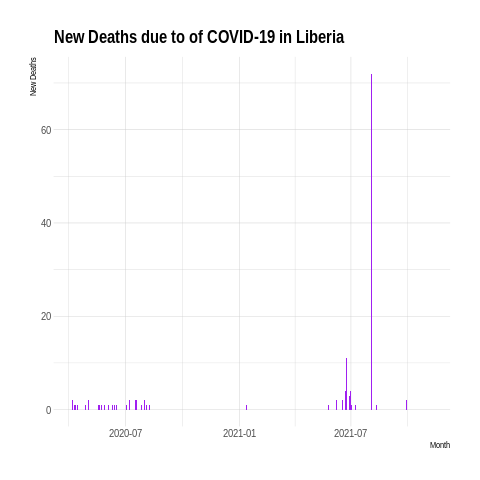 New Deaths due to of COVID-19 in Liberia
New Deaths
60
40
20
0
2020-07
2021-01
2021-07
Month